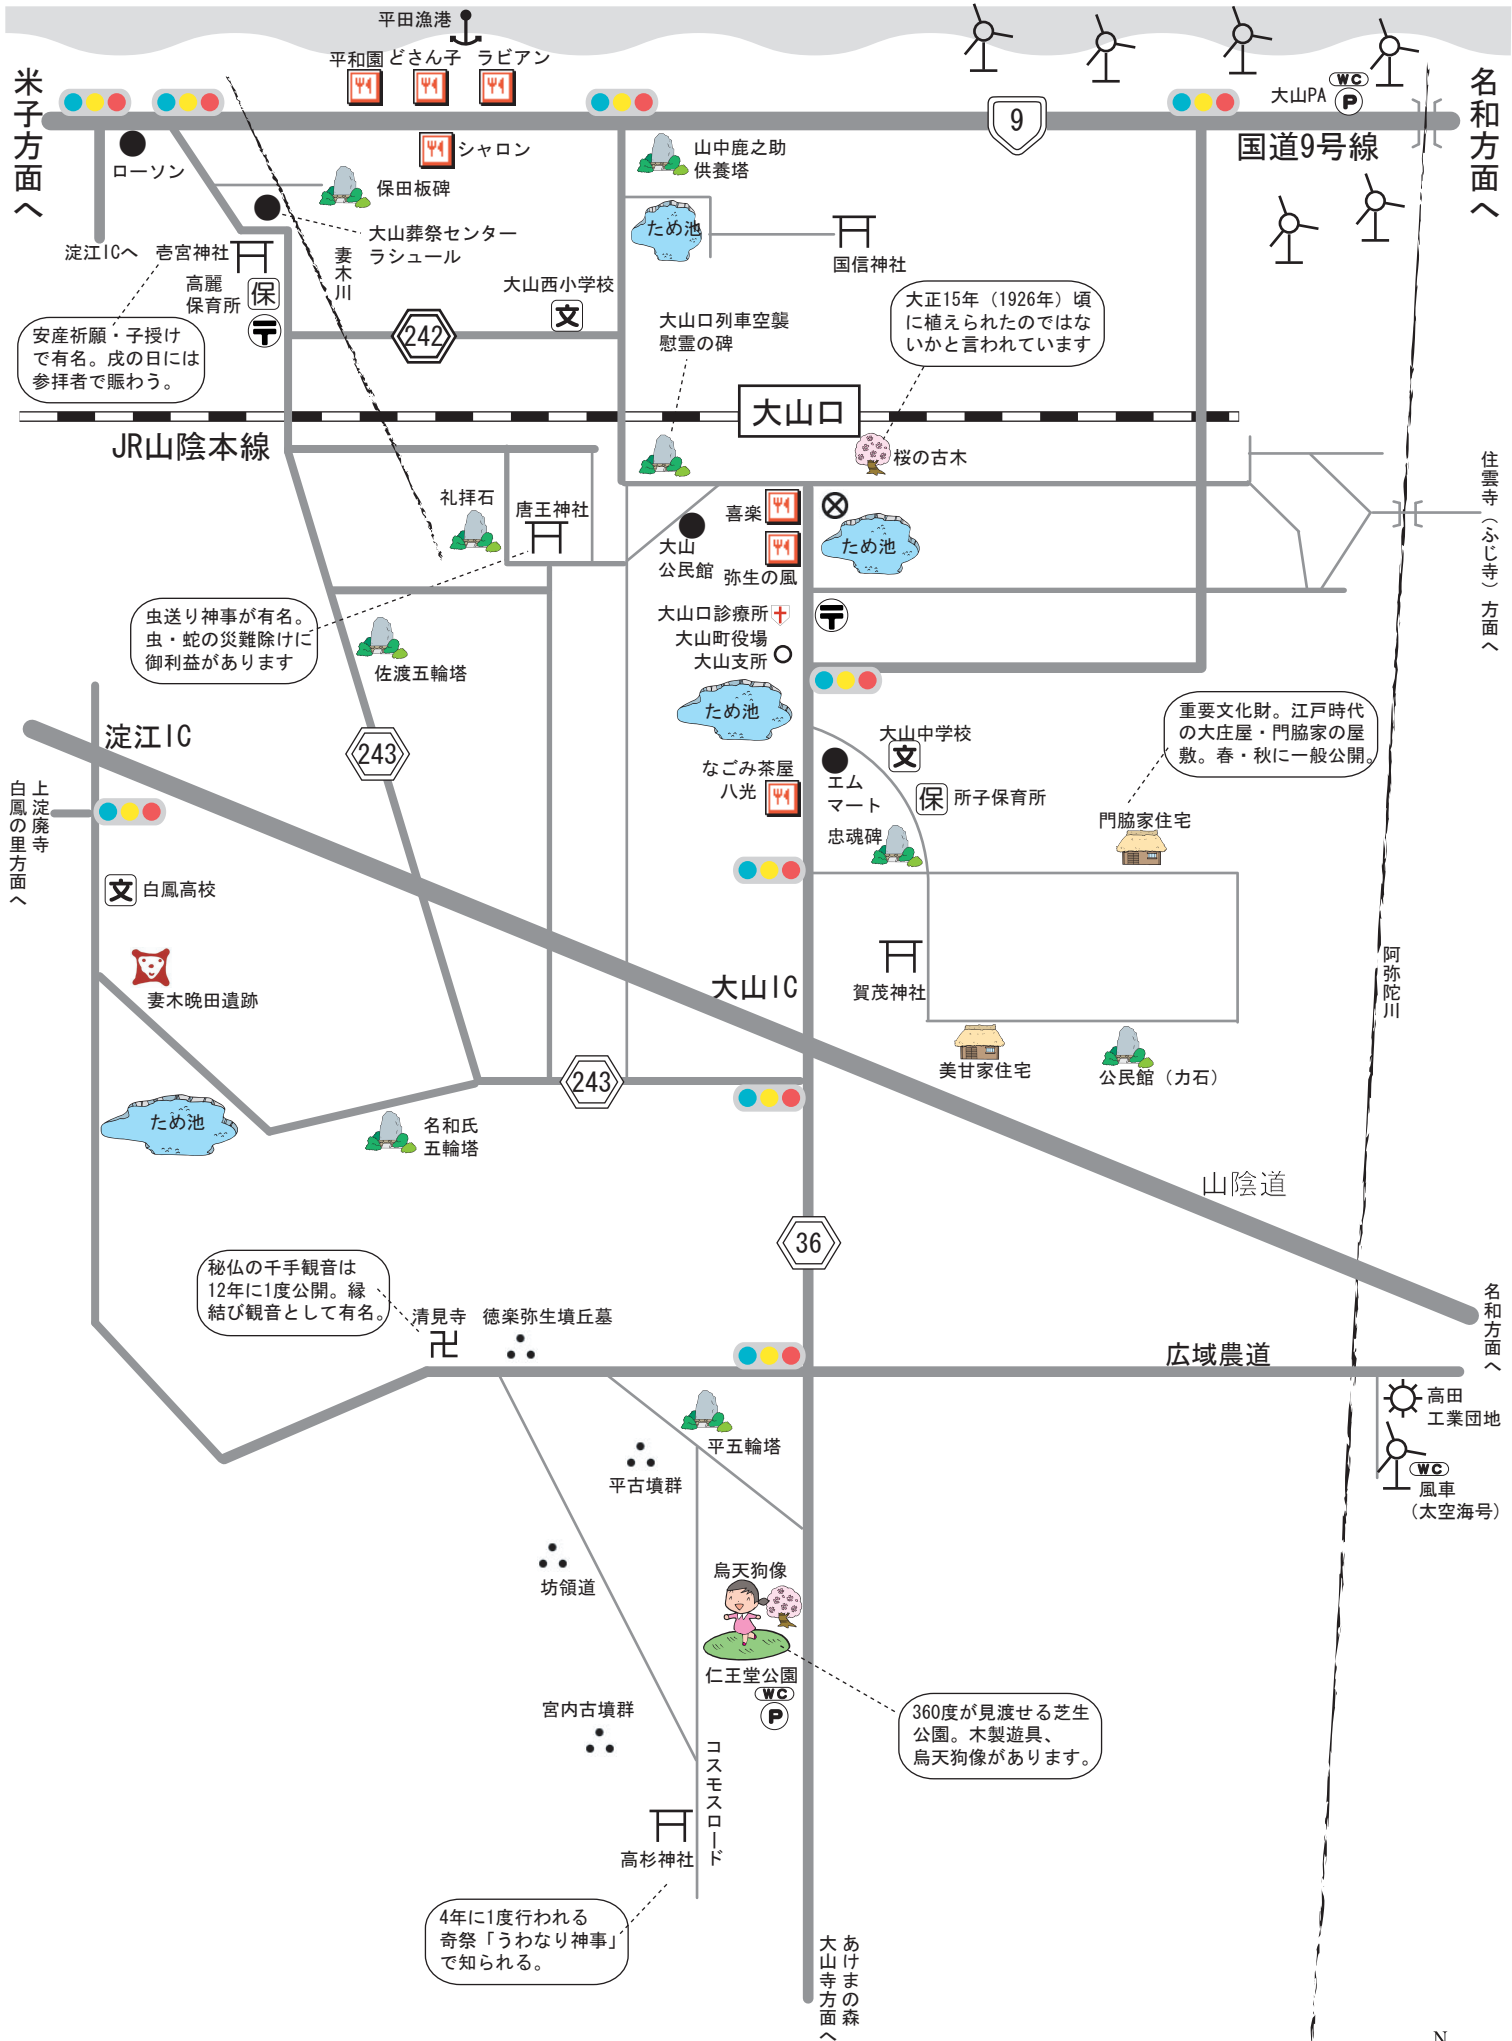 平田漁港
平和園
どさん子
ラビアン
米子方面へ
名和方面へ
大山PA
WC
P
9
国道9号線
ローソン
シャロン
山中鹿之助
供養塔
保田板碑
ため池
大山葬祭センター
ラシュール
淀江ICへ
壱宮神社
国信神社
妻木川
高麗
保育所
保
大山西小学校
文
安産祈願・子授け
で有名。戌の日には
参拝者で賑わう。
242
大山口列車空襲
慰霊の碑
大正15年（1926年）頃
に植えられたのではな
いかと言われています
大山口
JR山陰本線
桜の古木
住雲寺（ふじ寺）方面へ
礼拝石
唐王神社
喜楽
大山
公民館
弥生の風
ため池
虫送り神事が有名。
虫・蛇の災難除けに
御利益があります
大山口診療所
大山町役場
大山支所
佐渡五輪塔
ため池
淀江IC
243
大山中学校
文
重要文化財。江戸時代
の大庄屋・門脇家の屋
敷。春・秋に一般公開。
なごみ茶屋
八光
エム
マート
保
所子保育所
上淀廃寺
白鳳の里方面へ
忠魂碑
門脇家住宅
文
白鳳高校
妻木晩田遺跡
大山IC
賀茂神社
阿弥陀川
美甘家住宅
公民館（力石）
243
ため池
名和氏
五輪塔
山陰道
36
秘仏の千手観音は
12年に1度公開。縁
結び観音として有名。
清見寺
徳楽弥生墳丘墓
名和方面へ
広域農道
高田
工業団地
平五輪塔
平古墳群
WC
風車
（太空海号）
坊領道
烏天狗像
仁王堂公園
WC
P
宮内古墳群
360度が見渡せる芝生
公園。木製遊具、
烏天狗像があります。
コスモスロード
高杉神社
4年に1度行われる
奇祭「うわなり神事」
で知られる。
あけまの森
大山寺方面へ
N